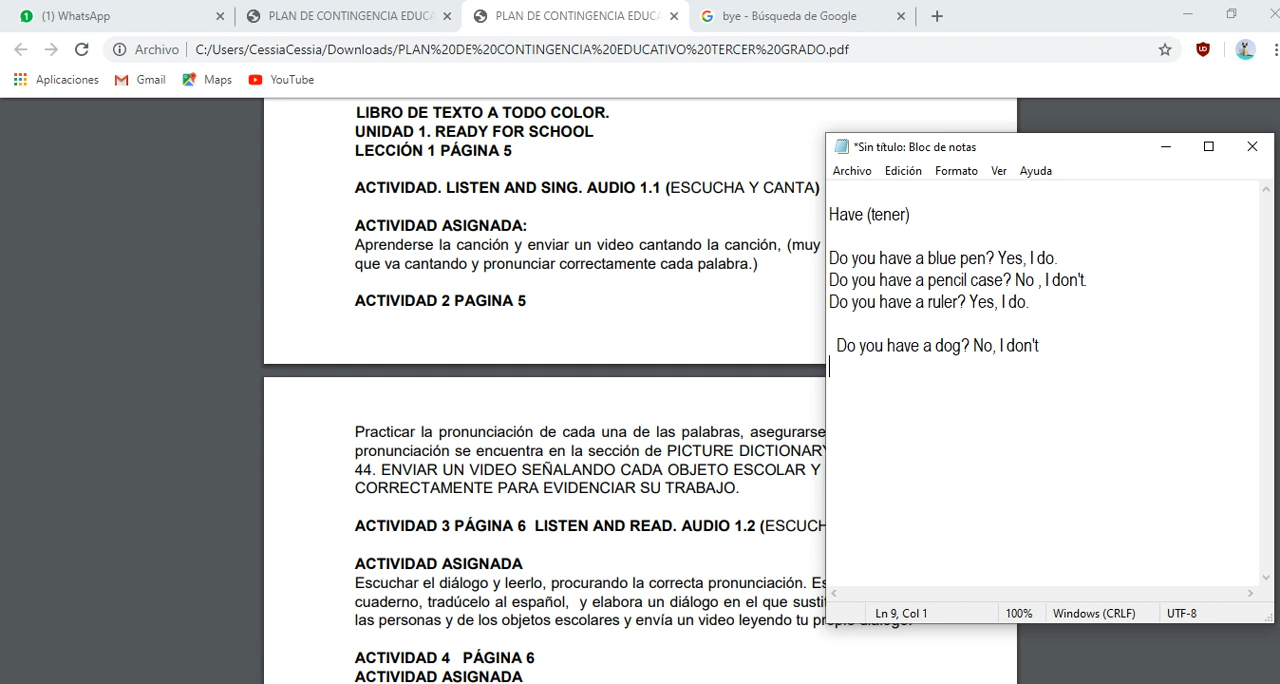 (1) WhatsApp
PLAN DE CONTINGENCIA EDUCA
PLAN DE CONTINGENCIA EDUCA
bye - Búsqueda de Google
Archivo
C:/Users/CessiaCessia/Downloads/PLAN%20DE%20CONTINGENCIA%20EDUCATIVO%20TERCER%20GRADO.pdf
Aplicaciones
Gmail
Maps
YouTube
LIBRO DE TEXTO A TODO COLOR.
UNIDAD 1. READY FOR SCHOOL
LECCIÓN 1 PÁGINA 5
ACTIVIDAD. LISTEN AND SING. AUDIO 1.1 (ESCUCHA Y CANTA)
ACTIVIDAD ASIGNADA:
Aprenderse la canción y enviar un video cantando la canción, (muy
que va cantando y pronunciar correctamente cada palabra.)
ACTIVIDAD 2 PAGINA 5
Practicar la pronunciación de cada una de las palabras, asegurarse
pronunciación se encuentra en la sección de PICTURE DICTIONARY
44. ENVIAR UN VIDEO SEÑALANDO CADA OBJETO ESCOLAR Y
CORRECTAMENTE PARA EVIDENCIAR SU TRABAJO.
ACTIVIDAD 3 PÁGINA 6 LISTEN AND READ. AUDIO 1.2 (ESCUCH
ACTIVIDAD ASIGNADA
Escuchar el diálogo y leerlo, procurando la correcta pronunciación. Es
cuaderno, tradúcelo al español, y elabora un diálogo en el que susti
las personas y de los objetos escolares y envía un video leyendo tu propio diálogo.
ACTIVIDAD 4 PÁGINA 6
ACTIVIDAD ASIGNADA
*Sin título: Bloc de notas
Archivo Edición Formato Ver Ayuda
Have (tener)
Do you have a blue pen? Yes, I do.
Do you have a pencil case? No , I don't.
Do you have a ruler? Yes, I do.
Do you have a dog? No, I don't
Ln 9, Col 1
100%
Windows (CRLF)
UTF-8